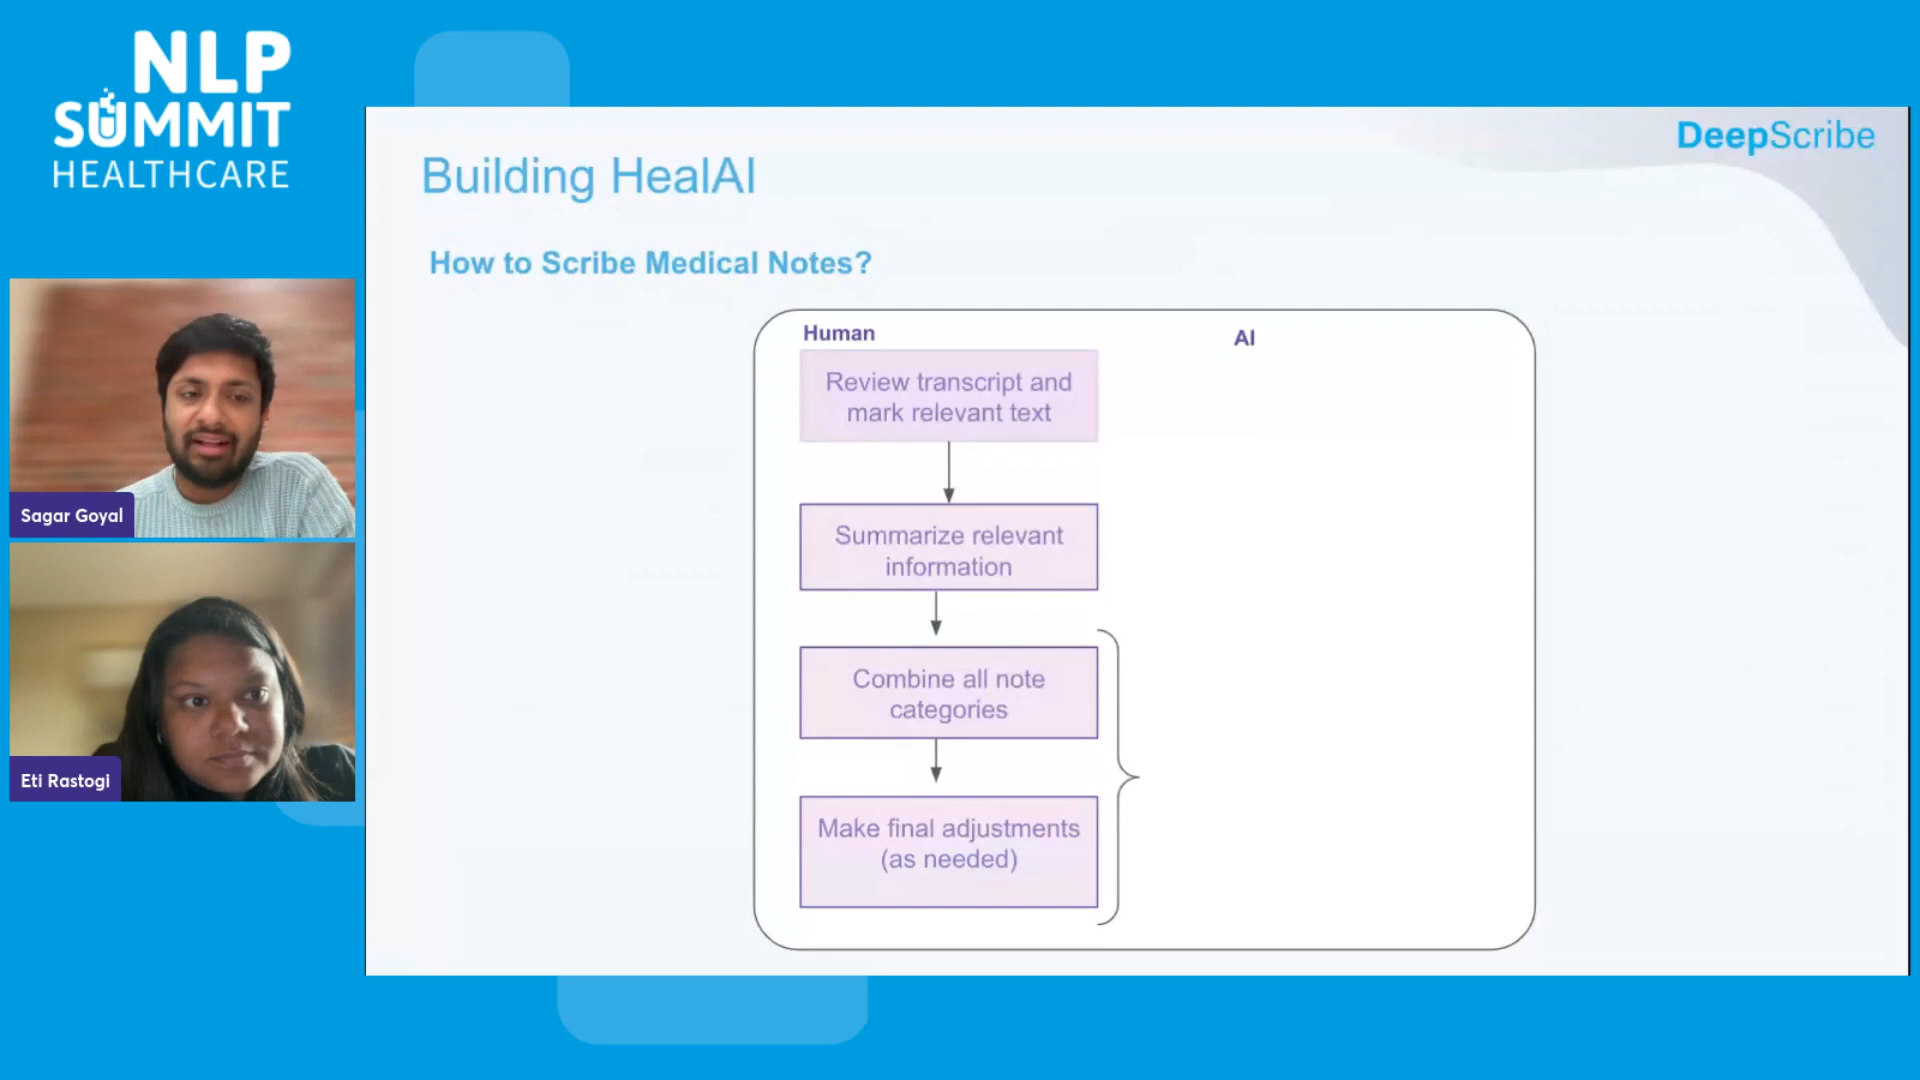 NLP
SUMMIT
HEALTHCARE
DeepScribe
Building HealAI
How to Scribe Medical Notes?
Human
AI
Review transcript and
mark relevant text
Summarize relevant
information
Combine all note
categories
Make final adjustments
(as needed)
Sagar Goyal
Eti Rastogi